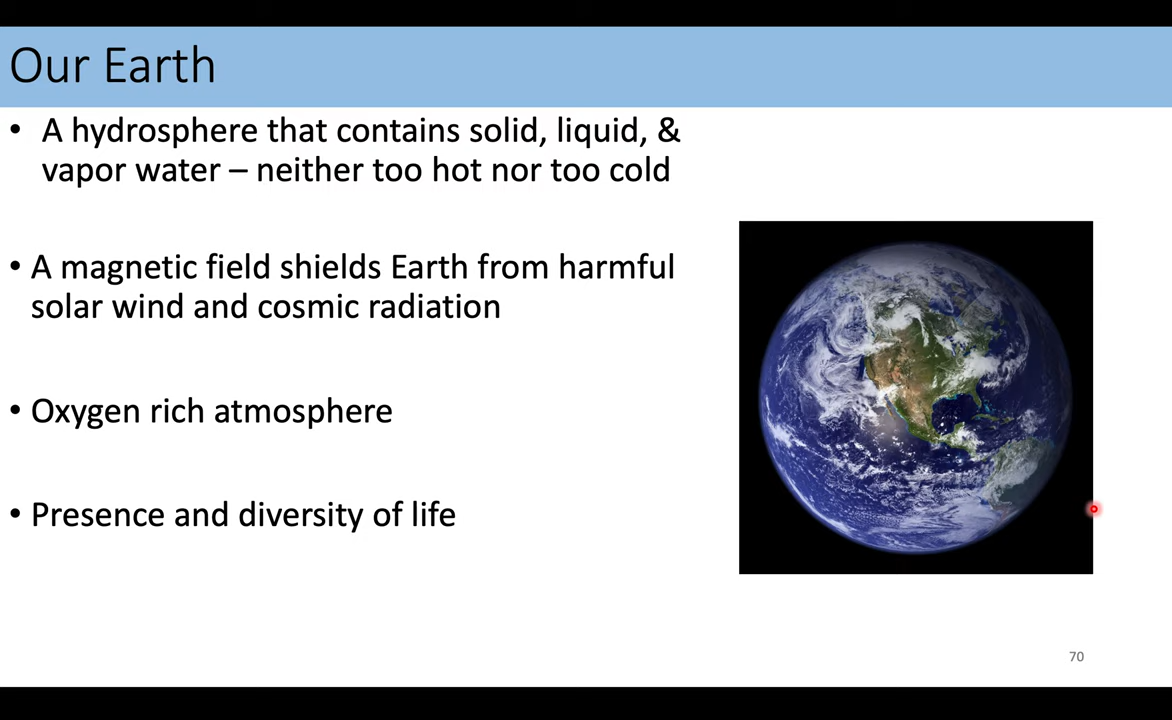 Our Earth
• A hydrosphere that contains solid, liquid, &
vapor water – neither too hot nor too cold
• A magnetic field shields Earth from harmful
solar wind and cosmic radiation
• Oxygen rich atmosphere
• Presence and diversity of life
70